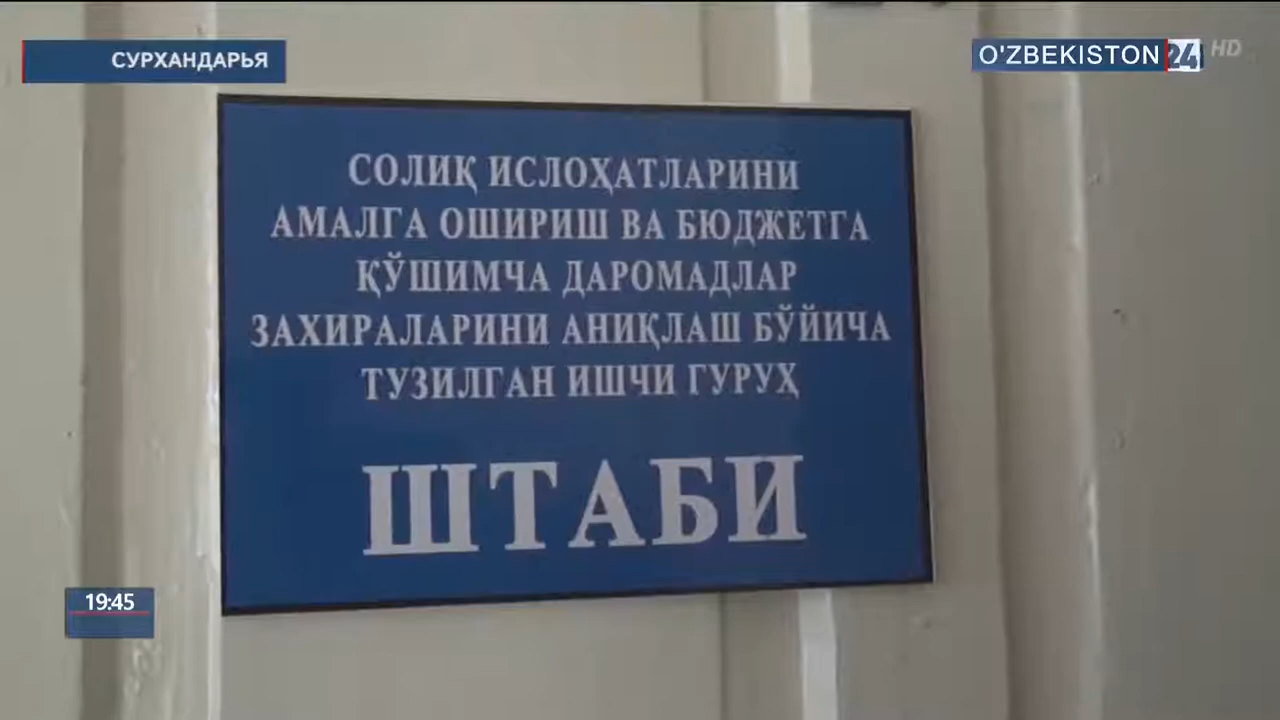 СУРХАНДАРЬЯ
O'ZBEKISTON 24 HD
СОЛИҚ ИСЛОҲАТЛАРИНИ
АМАЛГА ОШИРИШ ВА БЮДЖЕТГА
ҚЎШИМЧА ДАРОМАДЛАР
ЗАХИРАЛАРИНИ АНИҚЛАШ БЎЙИЧА
ТУЗИЛГАН ИШЧИ ГУРУҲ
ШТАБИ
19:45